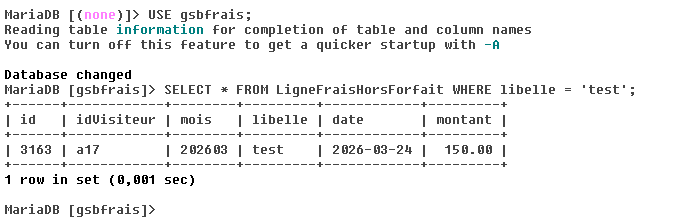 MariaDB [(none)]> USE gsbfrais;
Reading table information for completion of table and column names
You can turn off this feature to get a quicker startup with -A
Database changed
MariaDB [gsbfrais]> SELECT * FROM LigneFraisHorsForfait WHERE libelle = 'test';
+------+------------+--------+---------+------------+---------+
| id   | idVisiteur | mois   | libelle | date       | montant |
+------+------------+--------+---------+------------+---------+
| 3163 | a17        | 202603 | test    | 2026-03-24 |  150.00 |
+------+------------+--------+---------+------------+---------+
1 row in set (0,001 sec)
MariaDB [gsbfrais]>